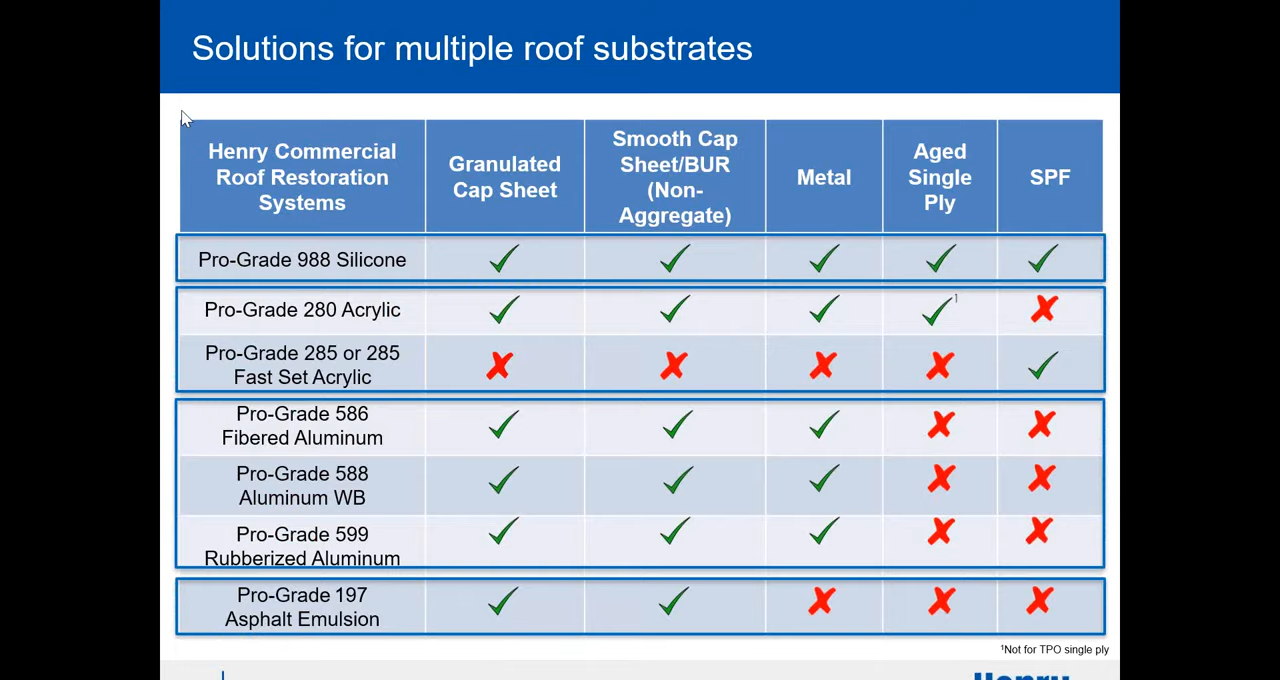 Solutions for multiple roof substrates
Henry Commercial
Roof Restoration
Systems
Granulated
Cap Sheet
Smooth Cap
Sheet/BUR
(Non-
Aggregate)
Metal
Aged
Single
Ply
SPF
Pro-Grade 988 Silicone
Pro-Grade 280 Acrylic
1
Pro-Grade 285 or 285
Fast Set Acrylic
Pro-Grade 586
Fibered Aluminum
Pro-Grade 588
Aluminum WB
Pro-Grade 599
Rubberized Aluminum
Pro-Grade 197
Asphalt Emulsion
¹Not for TPO single ply
Henry